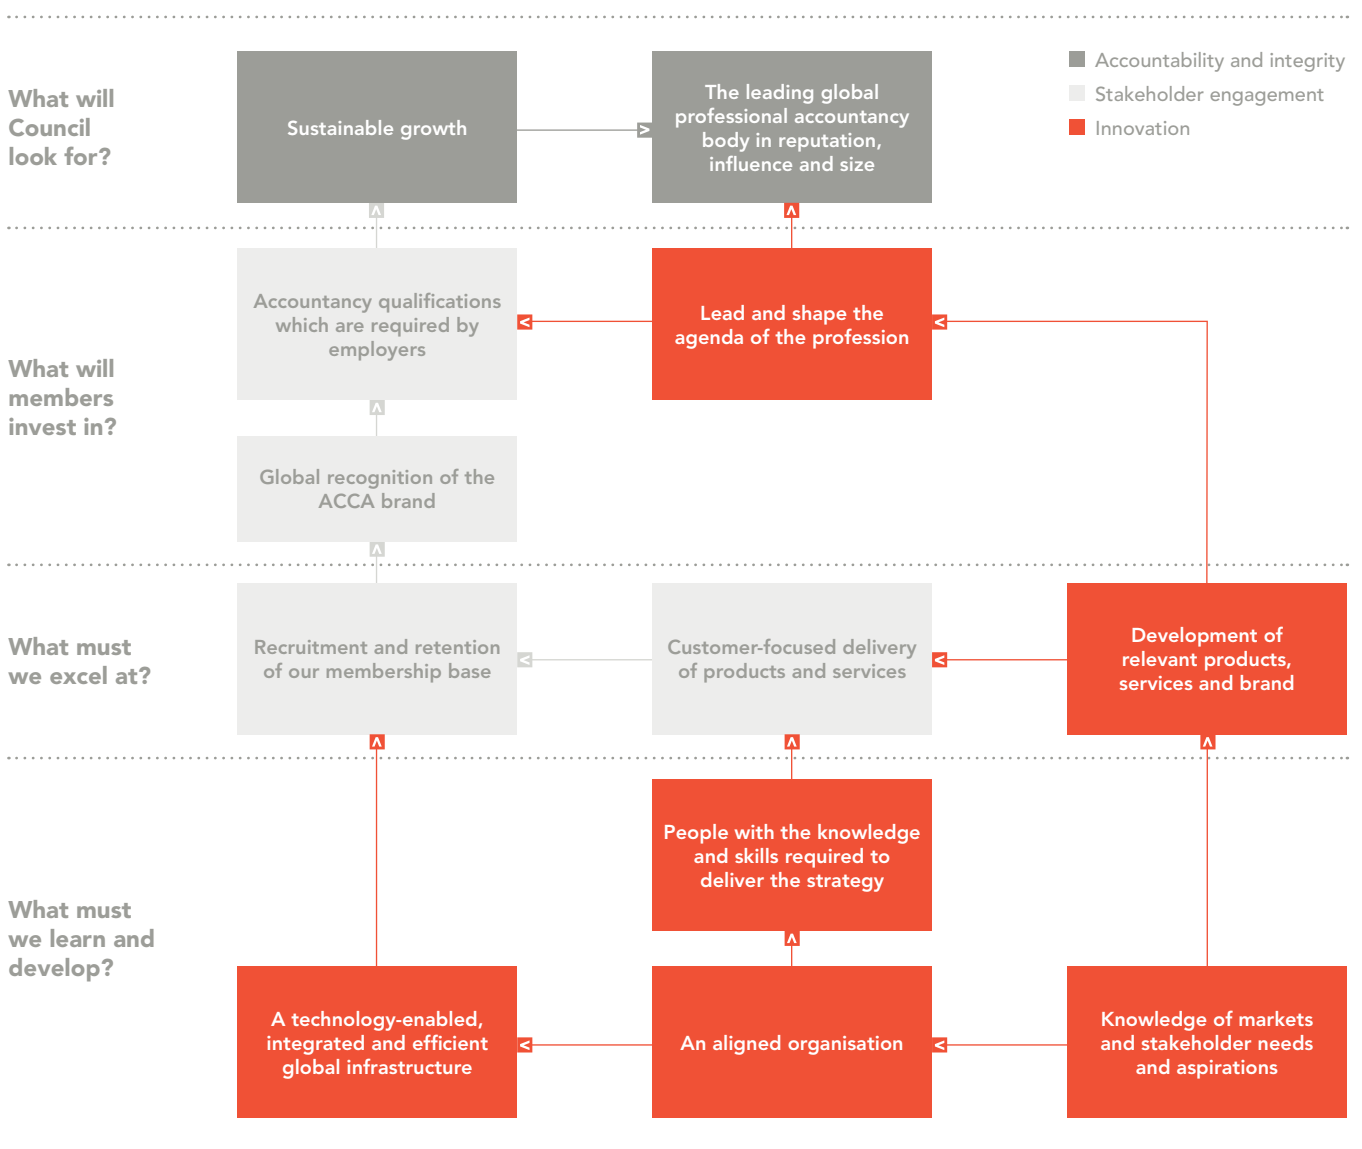 What will
Council
look for?
Sustainable growth
The leading global
professional accountancy
body in reputation,
influence and size
Accountability and integrity
Stakeholder engagement
Innovation
What will
members
invest in?
Accountancy qualifications
which are required by
employers
Lead and shape the
agenda of the profession
Global recognition of the
ACCA brand
What must
we excel at?
Recruitment and retention
of our membership base
Customer-focused delivery
of products and services
Development of
relevant products,
services and brand
What must
we learn and
develop?
People with the knowledge
and skills required to
deliver the strategy
A technology-enabled,
integrated and efficient
global infrastructure
An aligned organisation
Knowledge of markets
and stakeholder needs
and aspirations